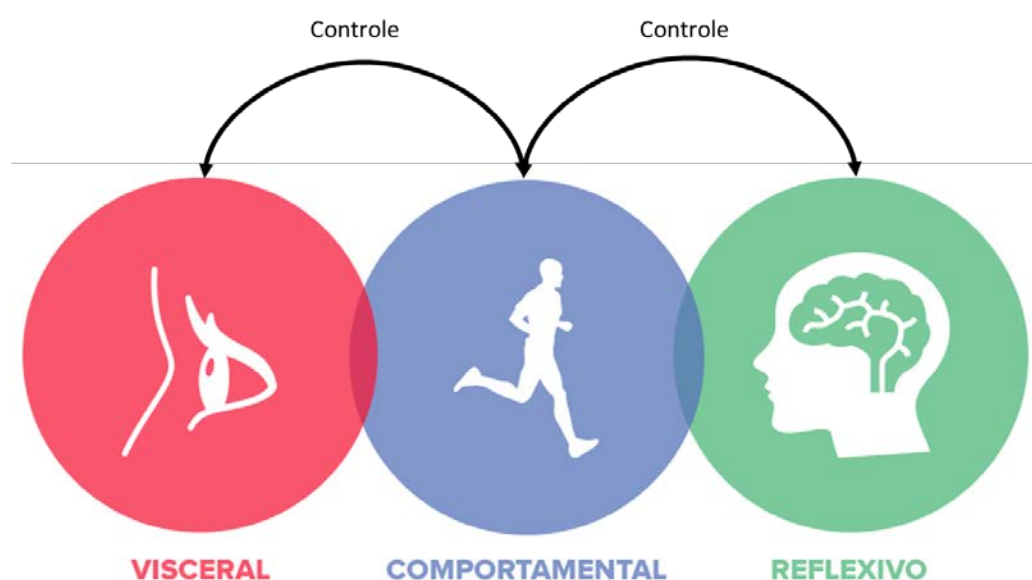 Controle
Controle
VISCERAL
COMPORTAMENTAL
REFLEXIVO